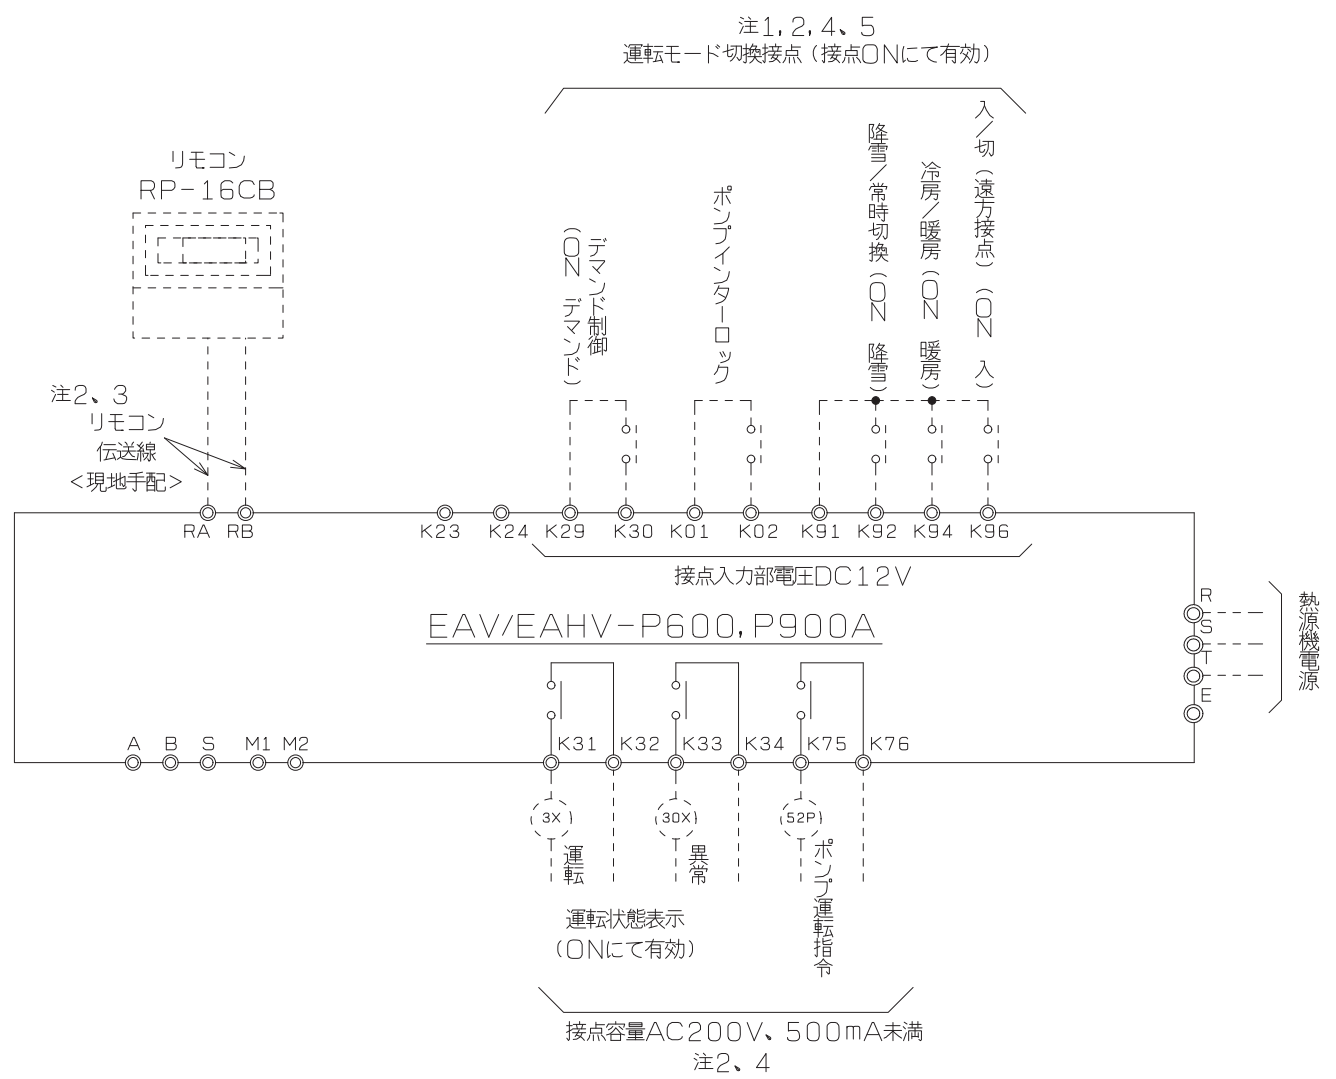 注1,2,4、5
運転モード切換接点(接点ONにて有効)
リモコン
RP-16CB
デマンド制御
(ON デマンド)
ポンプインターロック
降雪/常時切換(ON 降雪)
冷房/暖房(ON 暖房)
入/切(遠方接点)(ON 入)
注2、3
リモコン
伝送線
<現地手配>
RA RB K23 K24 K29 K30 K01 K02 K91 K92 K94 K96
接点入力部電圧DC12V
EAV/EAHV-P600,P900A
R
S
T
E
熱源機電源
A B S M1 M2 K31 K32 K33 K34 K75 K76
3X 30X 52P
運転
異常
ポンプ運転指令
運転状態表示
(ONにて有効)
接点容量AC200V、500mA未満
注2、4